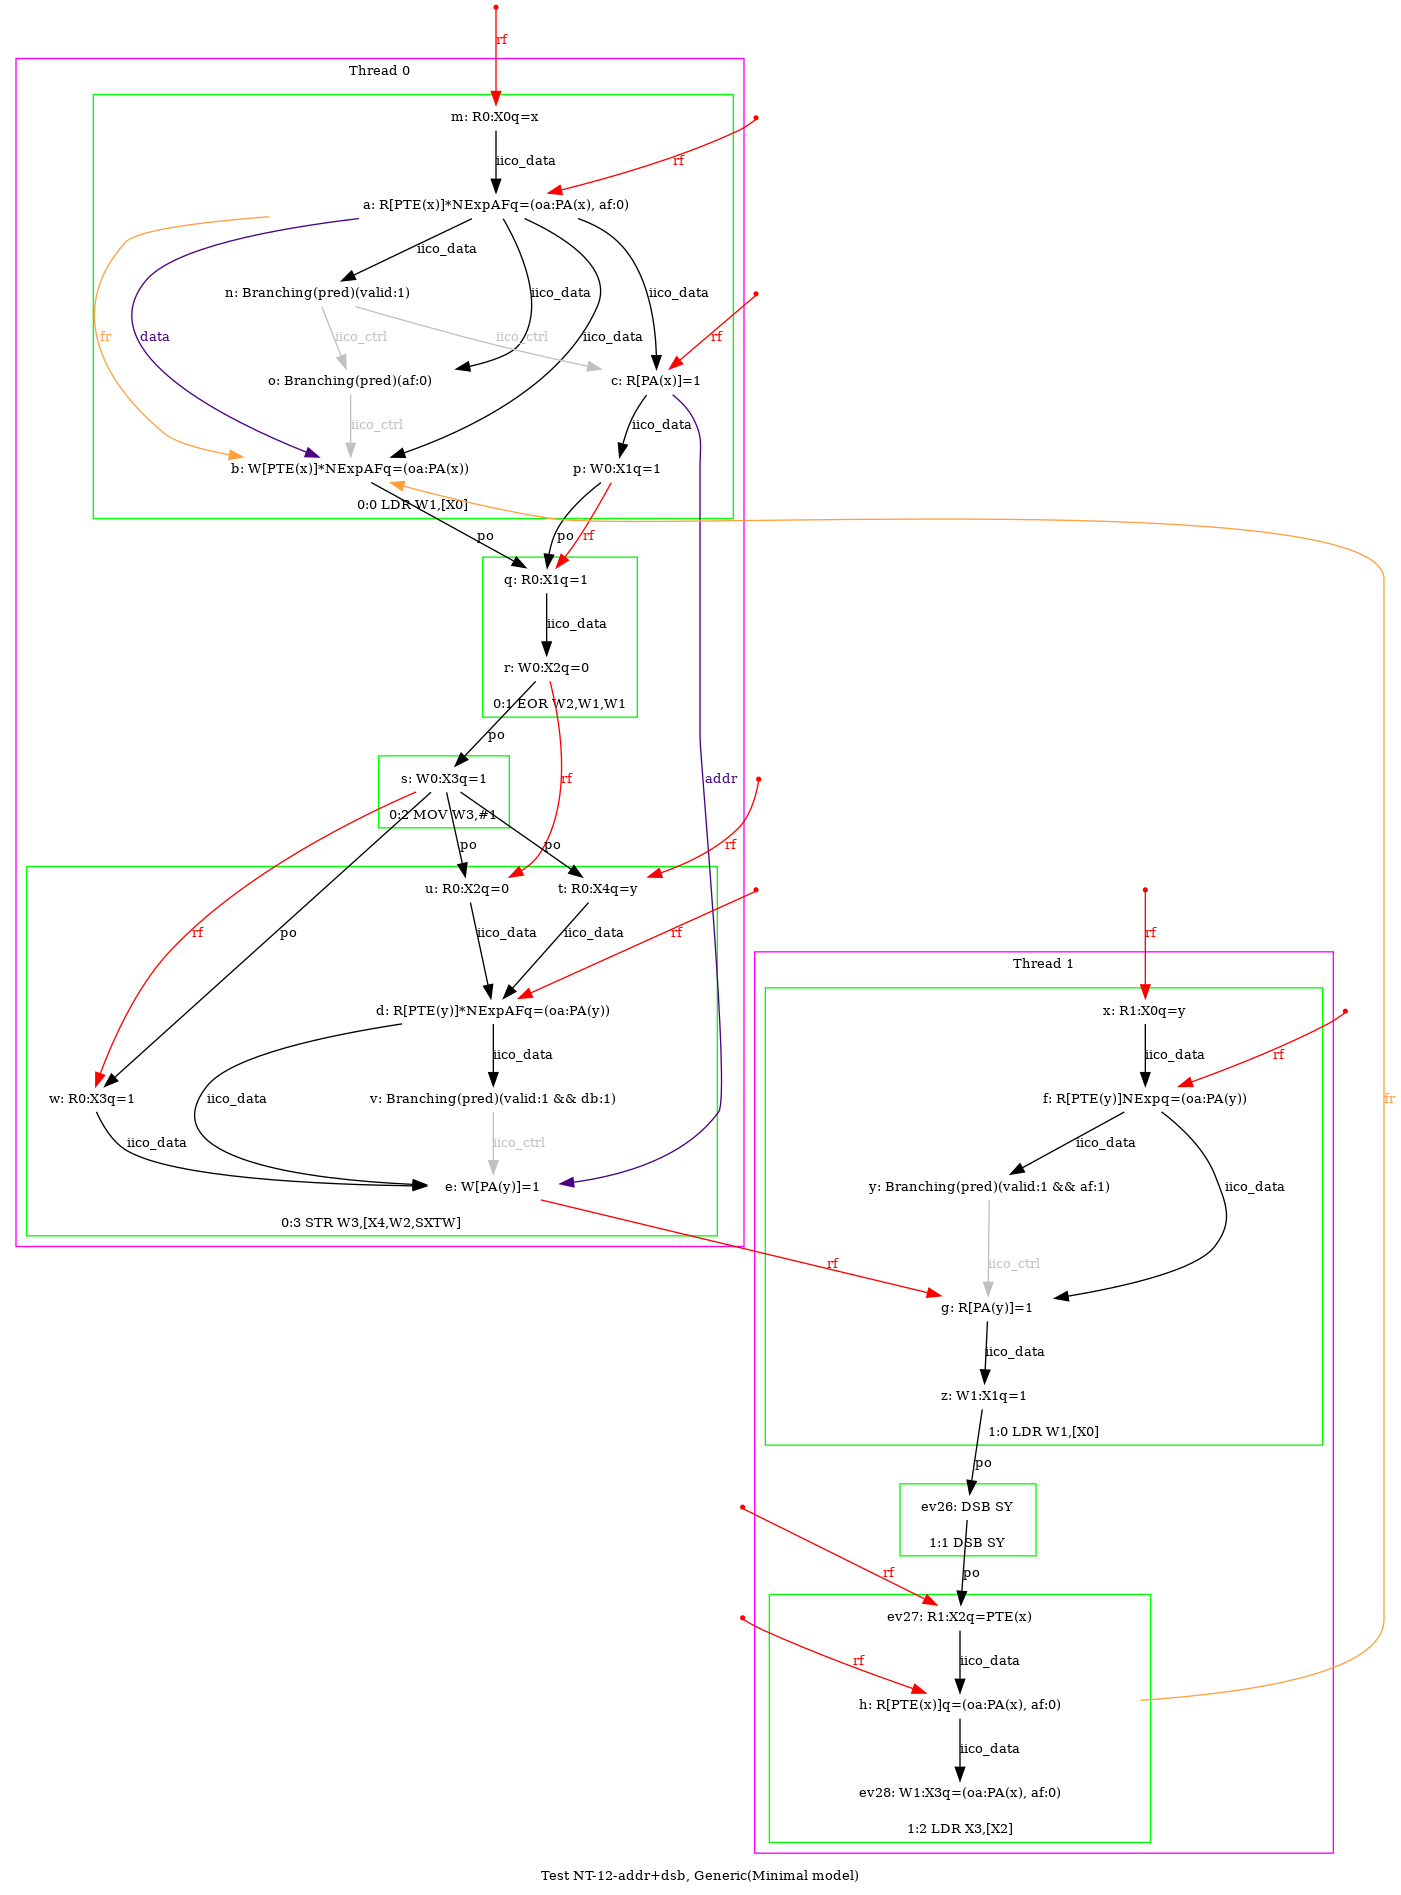 rf
Thread 0
m: R0:X0q=x
iico_data
rf
a: R[PTE(x)]*NExpAFq=(oa:PA(x), af:0)
iico_data
n: Branching(pred)(valid:1)
iico_data
iico_data
fr
data
iico_ctrl
iico_ctrl
iico_data
rf
o: Branching(pred)(af:0)
c: R[PA(x)]=1
iico_ctrl
iico_data
b: W[PTE(x)]*NExpAFq=(oa:PA(x))
p: W0:X1q=1
0:0 LDR W1,[X0]
po
po
rf
q: R0:X1q=1
iico_data
r: W0:X2q=0
0:1 EOR W2,W1,W1
po
s: W0:X3q=1
rf
addr
0:2 MOV W3,#1
po
po
rf
u: R0:X2q=0
t: R0:X4q=y
rf
po
iico_data
iico_data
rf
rf
Thread 1
d: R[PTE(y)]*NExpAFq=(oa:PA(y))
x: R1:X0q=y
iico_data
iico_data
rf
w: R0:X3q=1
iico_data
v: Branching(pred)(valid:1 && db:1)
f: R[PTE(y)]NExpq=(oa:PA(y))
fr
iico_data
iico_ctrl
iico_data
e: W[PA(y)]=1
y: Branching(pred)(valid:1 && af:1)
iico_data
0:3 STR W3,[X4,W2,SXTW]
rf
iico_ctrl
g: R[PA(y)]=1
iico_data
z: W1:X1q=1
1:0 LDR W1,[X0]
po
ev26: DSB SY
1:1 DSB SY
rf
po
ev27: R1:X2q=PTE(x)
rf
iico_data
h: R[PTE(x)]q=(oa:PA(x), af:0)
iico_data
ev28: W1:X3q=(oa:PA(x), af:0)
1:2 LDR X3,[X2]
Test NT-12-addr+dsb, Generic(Minimal model)